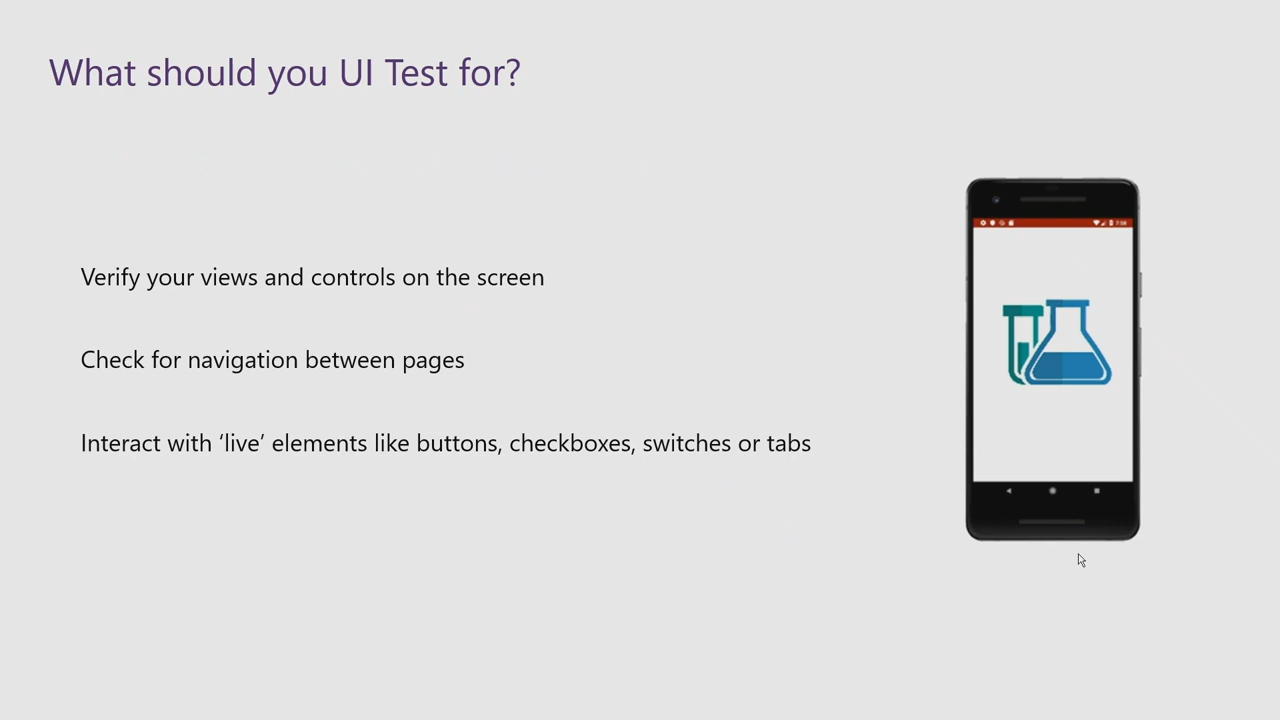 What should you UI Test for?
Verify your views and controls on the screen
Check for navigation between pages
Interact with ‘live’ elements like buttons, checkboxes, switches or tabs